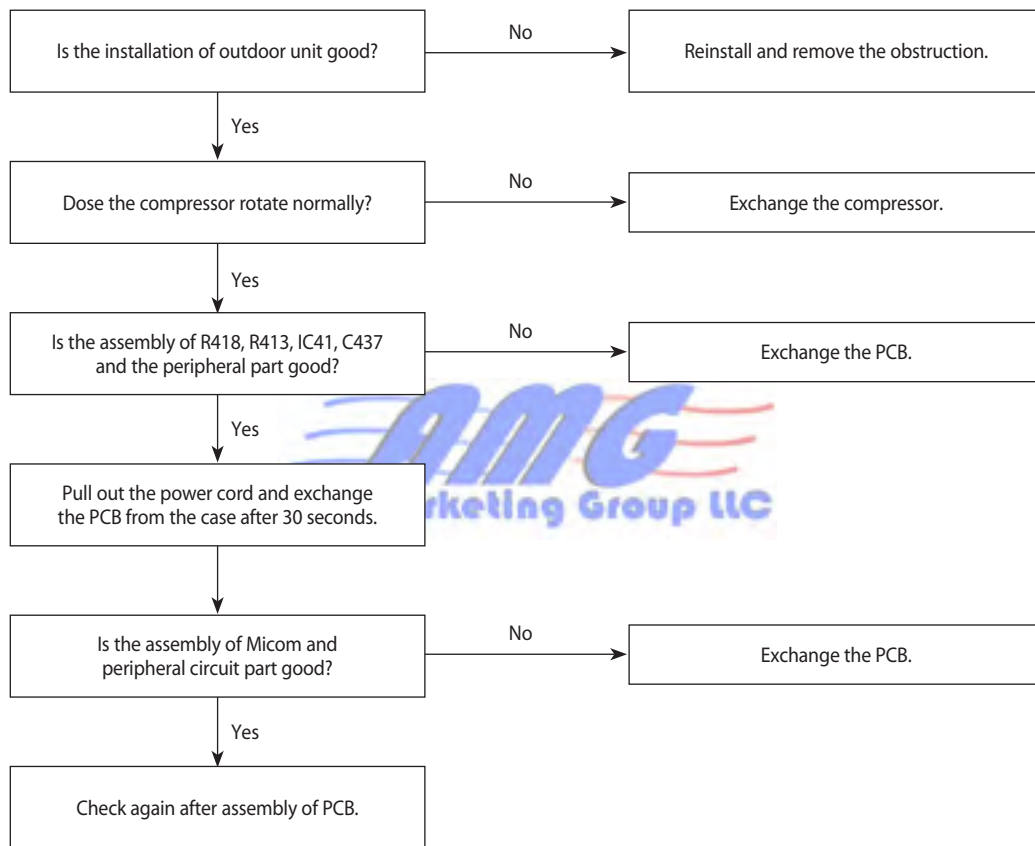 Is the installation of outdoor unit good?
No
Reinstall and remove the obstruction.
Yes
Dose the compressor rotate normally?
No
Exchange the compressor.
Yes
Is the assembly of R418, R413, IC41, C437
and the peripheral part good?
No
Exchange the PCB.
Yes
AMG
Pull out the power cord and exchange
the PCB from the case after 30 seconds.
rketing Group LLC
Is the assembly of Micom and
peripheral circuit part good?
No
Exchange the PCB.
Yes
Check again after assembly of PCB.